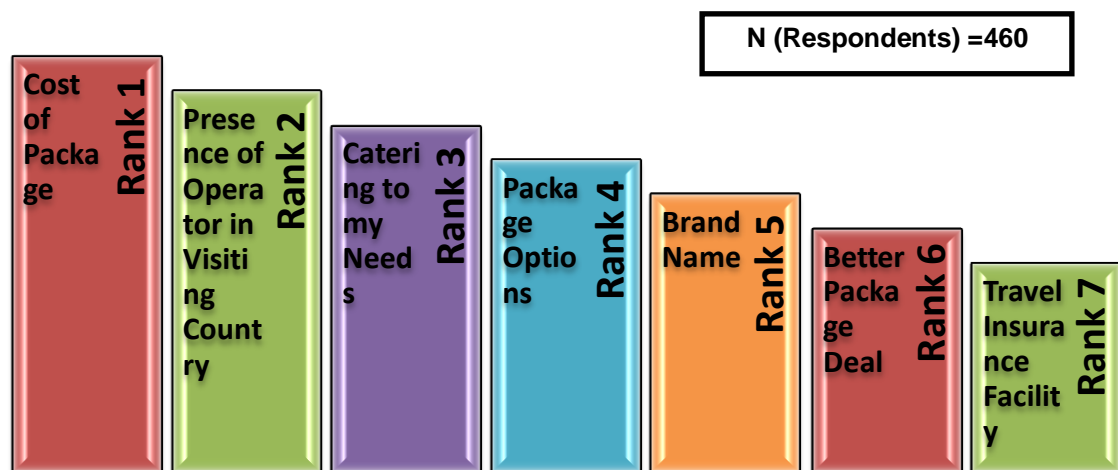 N (Respondents) =460
Cost
of
Packa
ge
Rank 1
Prese
nce of
Opera
tor in
Visiti
ng
Count
ry
Rank 2
Cateri
ng to
my
Need
s
Rank 3
Packa
ge
Optio
ns
Rank 4
Brand
Name
Rank 5
Better
Packa
ge
Deal
Rank 6
Travel
Insura
nce
Facilit
y
Rank 7